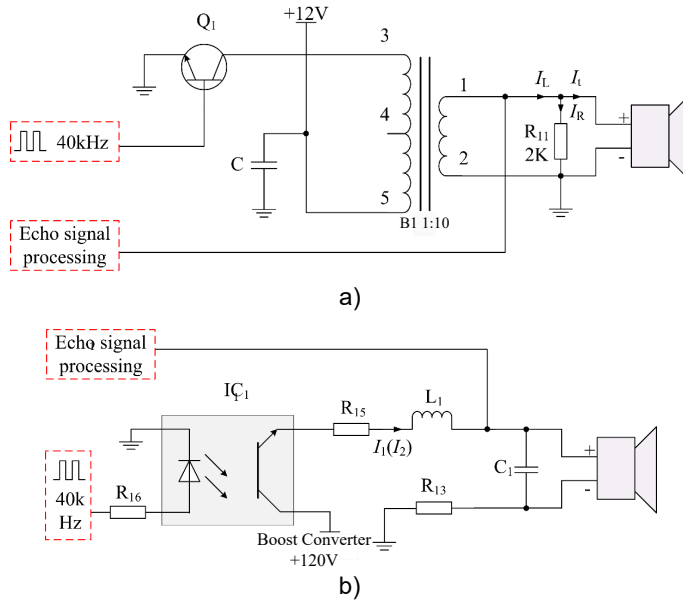 +12V
Q1
3
1
IL
It
IR
+
4
40kHz
C
R11
2K
2
-
5
B1 1:10
Echo signal
processing
a)
Echo signal
processing
IC1
R15
L1
I1(I2)
C1
+
-
40k
Hz
R16
R13
Boost Converter
+120V
b)